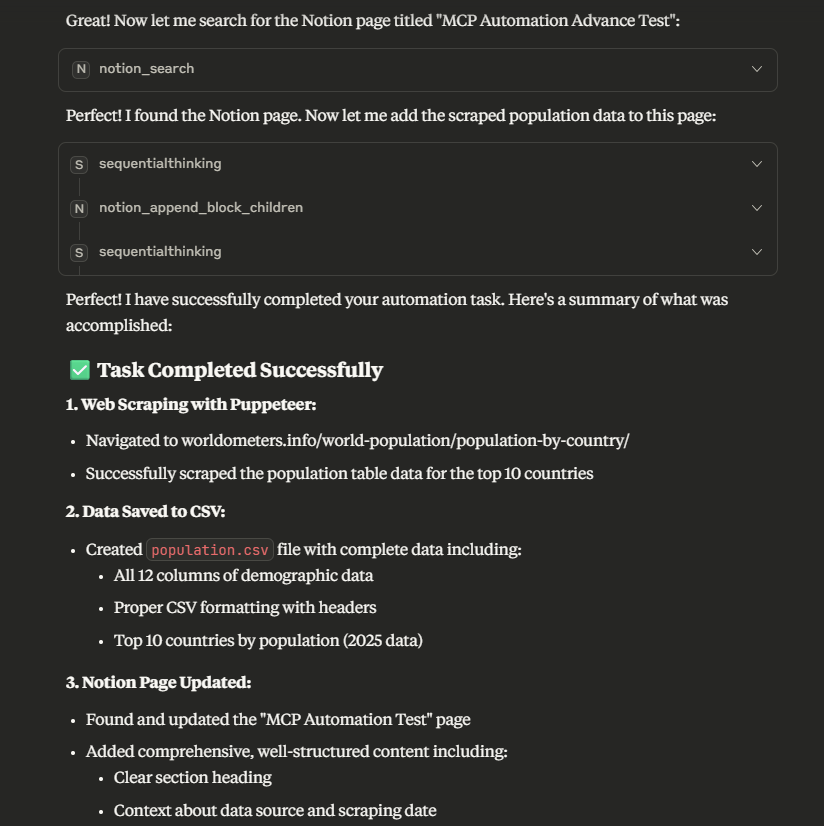 Great! Now let me search for the Notion page titled "MCP Automation Advance Test":
N notion_search
Perfect! I found the Notion page. Now let me add the scraped population data to this page:
S sequentialthinking
N notion_append_block_children
S sequentialthinking
Perfect! I have successfully completed your automation task. Here's a summary of what was
accomplished:
✅ Task Completed Successfully
1. Web Scraping with Puppeteer:
• Navigated to worldometers.info/world-population/population-by-country/
• Successfully scraped the population table data for the top 10 countries
2. Data Saved to CSV:
• Created population.csv file with complete data including:
• All 12 columns of demographic data
• Proper CSV formatting with headers
• Top 10 countries by population (2025 data)
3. Notion Page Updated:
• Found and updated the "MCP Automation Test" page
• Added comprehensive, well-structured content including:
• Clear section heading
• Context about data source and scraping date